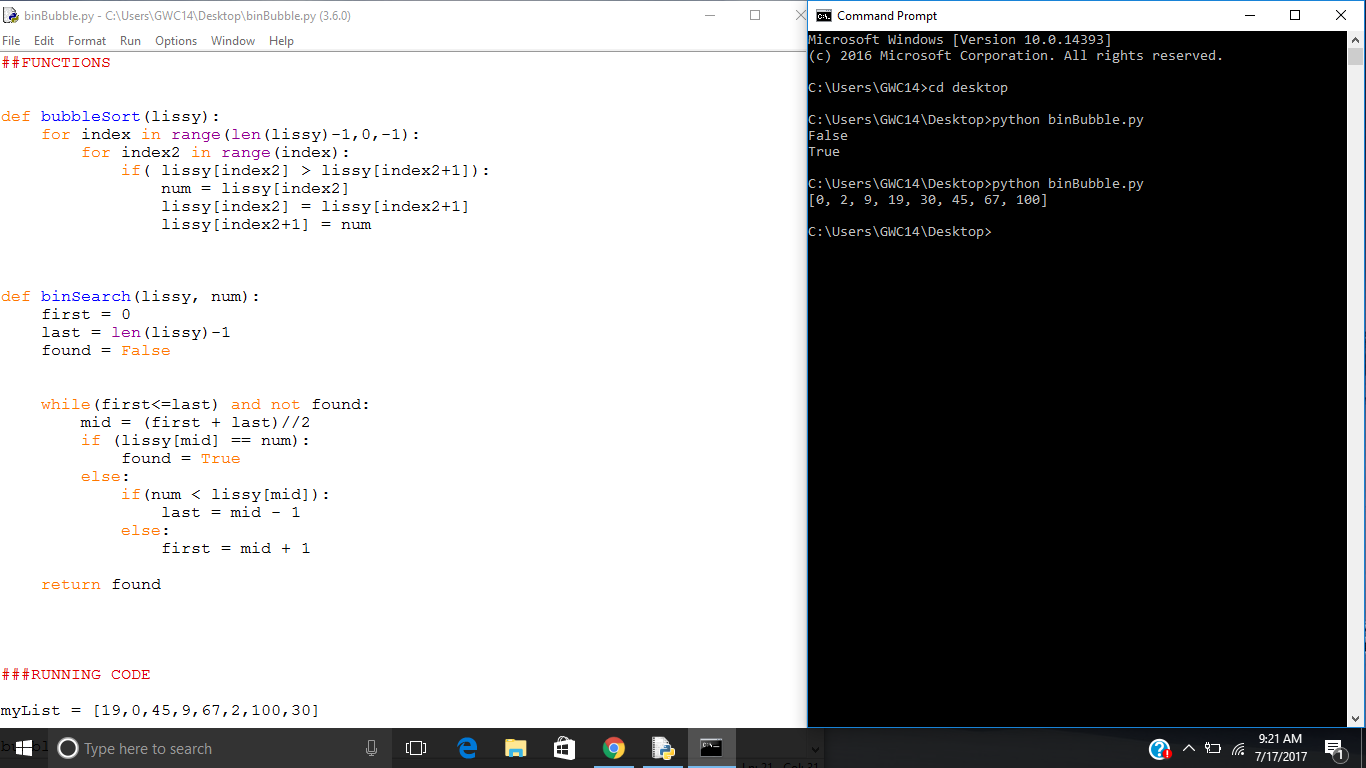 binBubble.py - C:\Users\GWC14\Desktop\binBubble.py (3.6.0)
File Edit Format Run Options Window Help
##FUNCTIONS
def bubbleSort(lissy):
    for index in range(len(lissy)-1,0,-1):
        for index2 in range(index):
            if( lissy[index2] > lissy[index2+1]):
                num = lissy[index2]
                lissy[index2] = lissy[index2+1]
                lissy[index2+1] = num
def binSearch(lissy, num):
    first = 0
    last = len(lissy)-1
    found = False
    while(first<=last) and not found:
        mid = (first + last)//2
        if (lissy[mid] == num):
            found = True
        else:
            if(num < lissy[mid]):
                last = mid - 1
            else:
                first = mid + 1
    return found
###RUNNING CODE
myList = [19,0,45,9,67,2,100,30]
Command Prompt
Microsoft Windows [Version 10.0.14393]
(c) 2016 Microsoft Corporation. All rights reserved.
C:\Users\GWC14>cd desktop
C:\Users\GWC14\Desktop>python binBubble.py
False
True
C:\Users\GWC14\Desktop>python binBubble.py
[0, 2, 9, 19, 30, 45, 67, 100]
C:\Users\GWC14\Desktop>
Type here to search
9:21 AM
7/17/2017
1